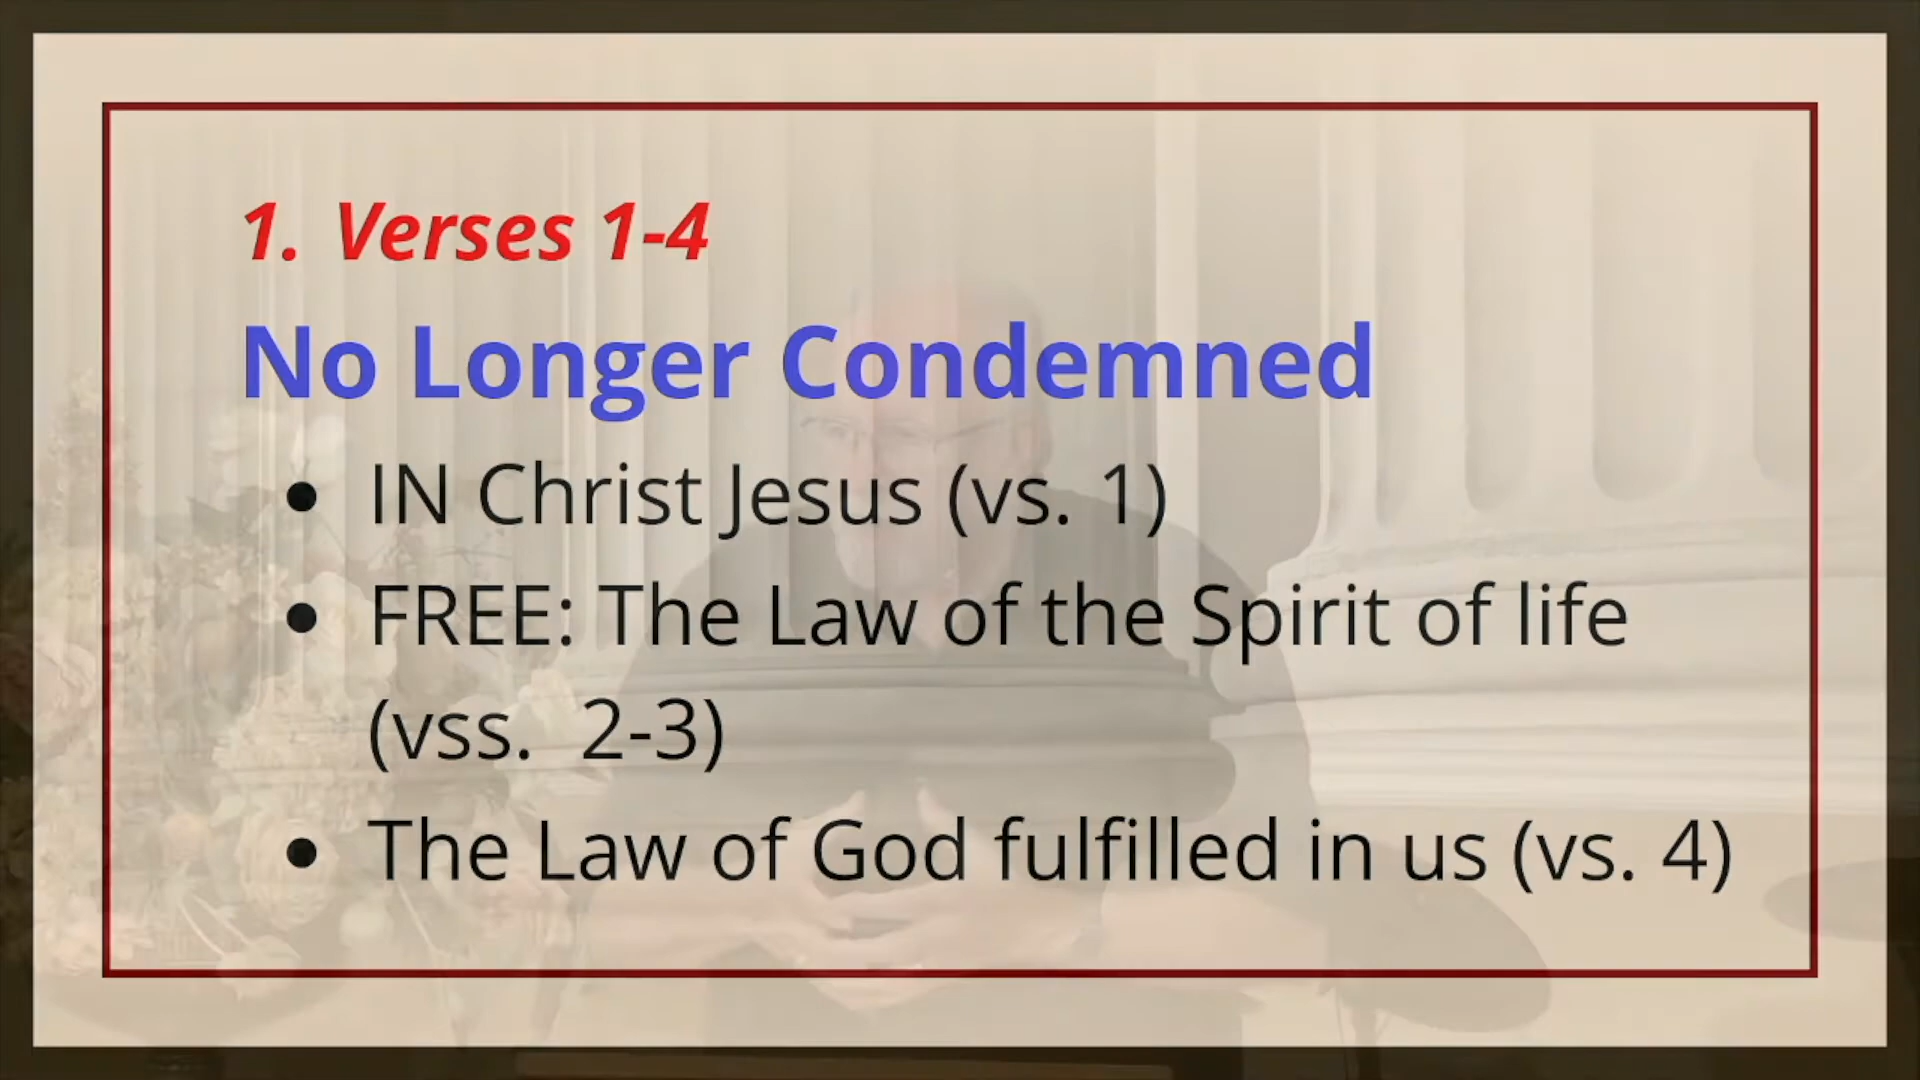 1. Verses 1-4
No Longer Condemned
• IN Christ Jesus (vs. 1)
• FREE: The Law of the Spirit of life
(vss.  2-3)
• The Law of God fulfilled in us (vs. 4)